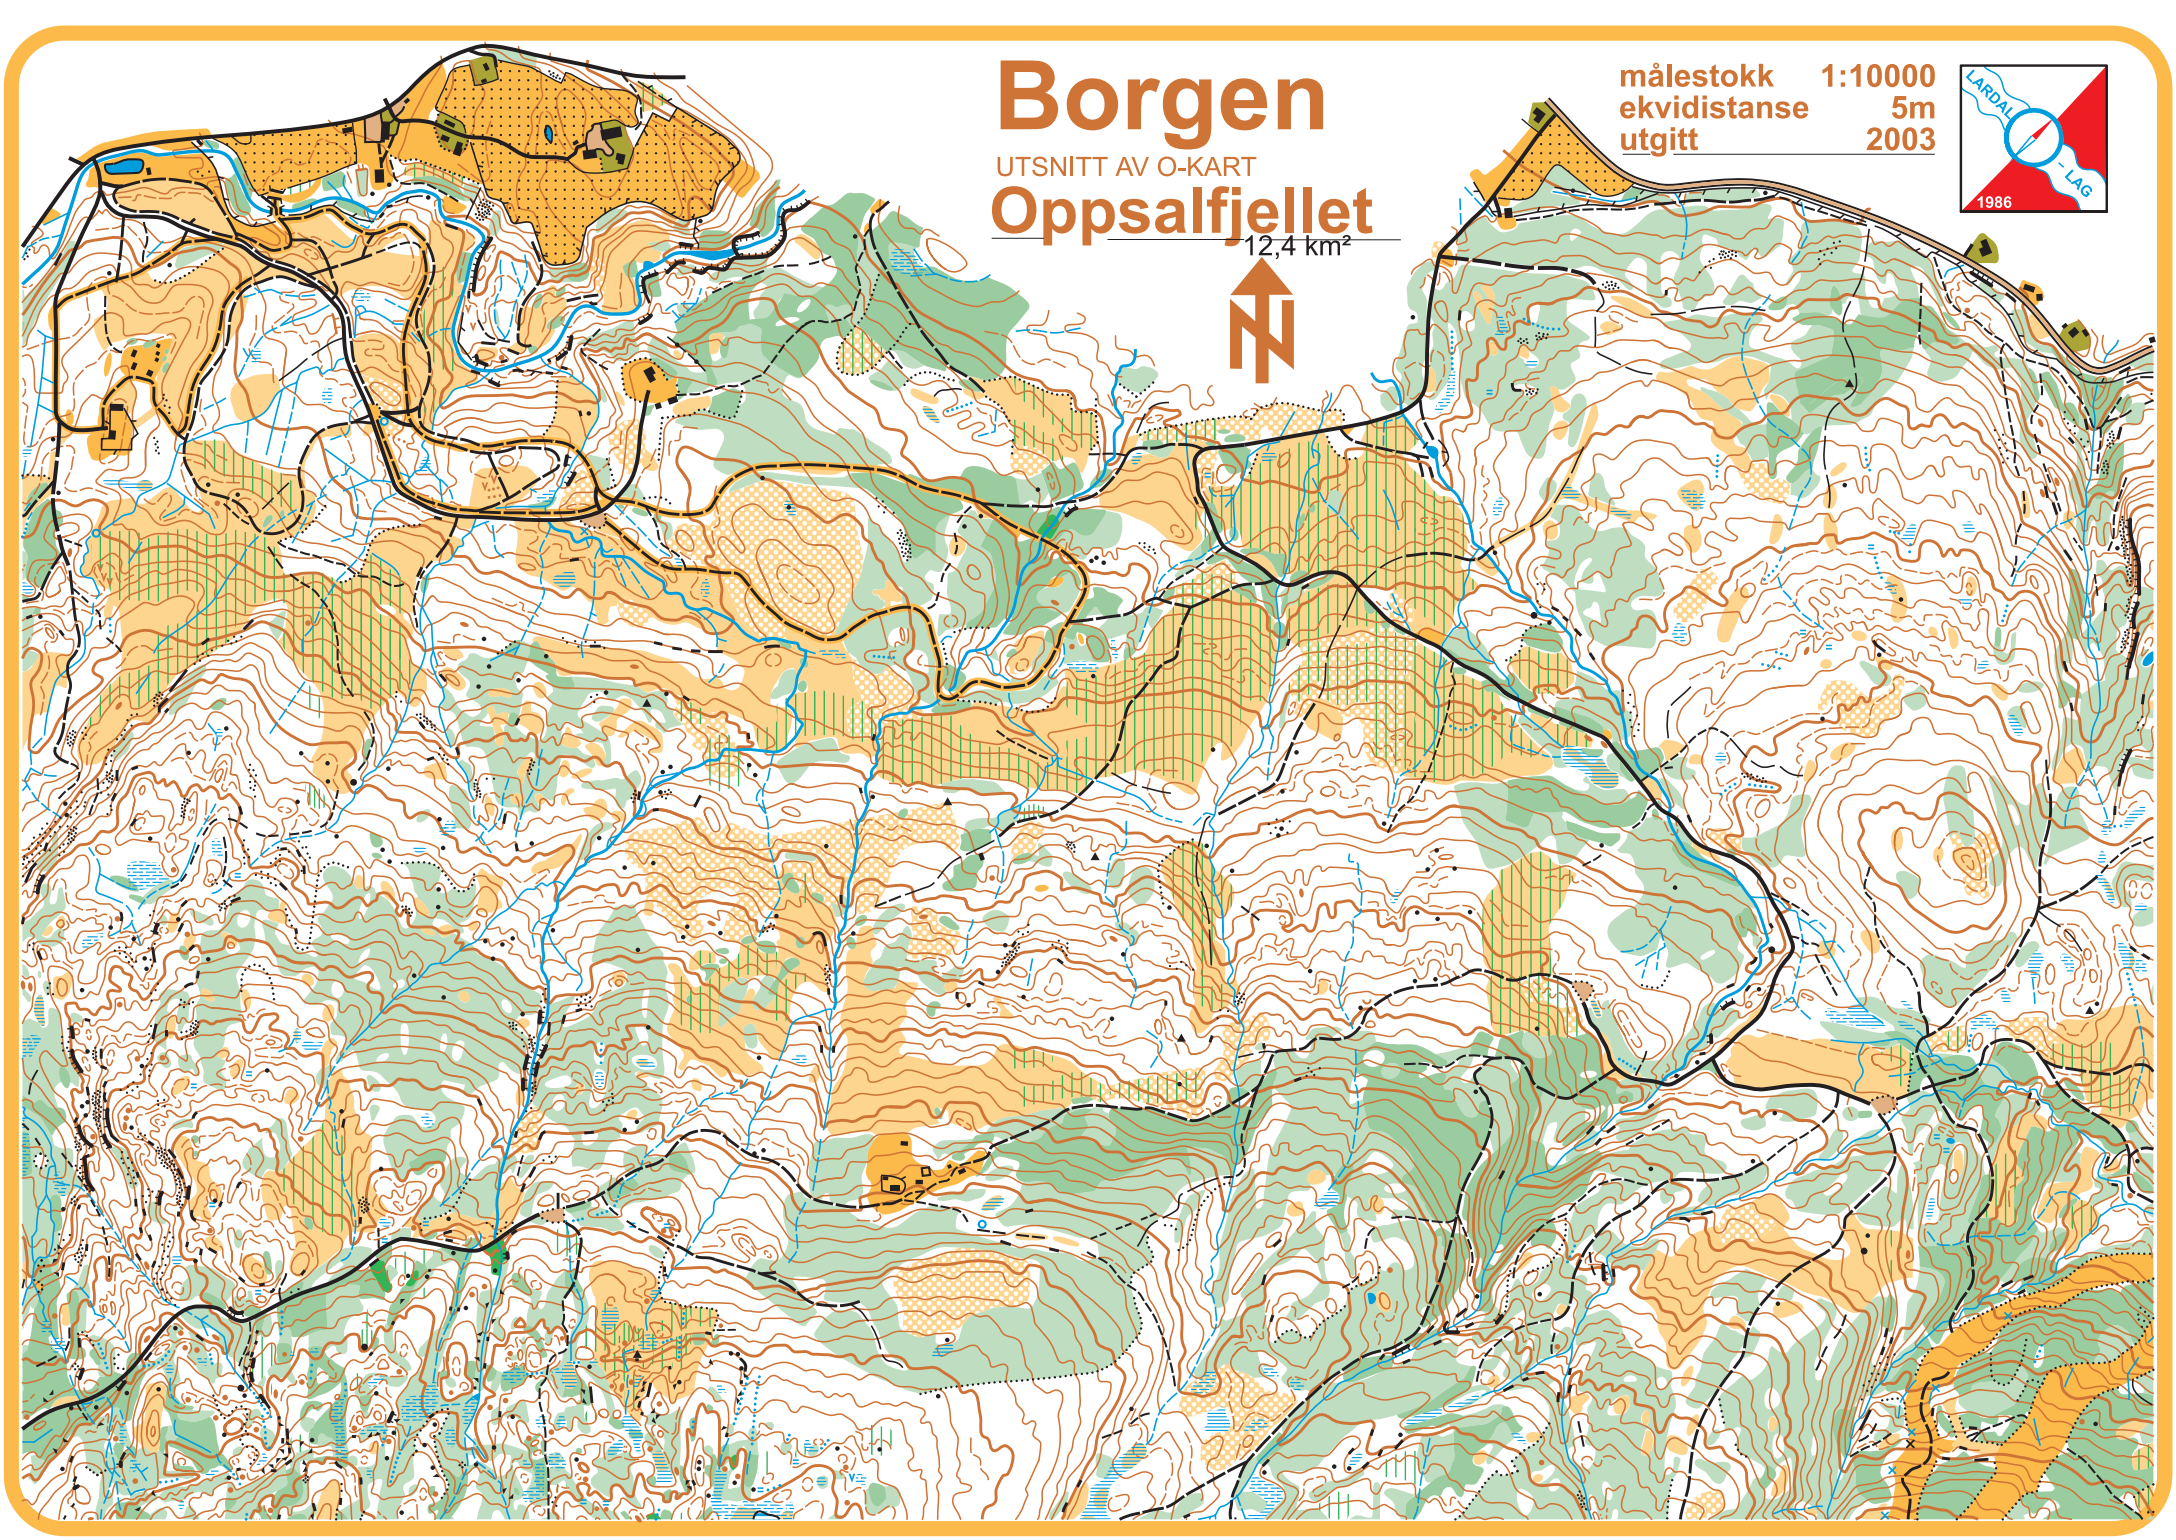 Borgen
UTSNITT AV O-KART
Oppsalfjellet
12,4 km²
N
målestokk 1:10000
ekvidistanse 5m
utgitt 2003
LARDAL - LAG
1986